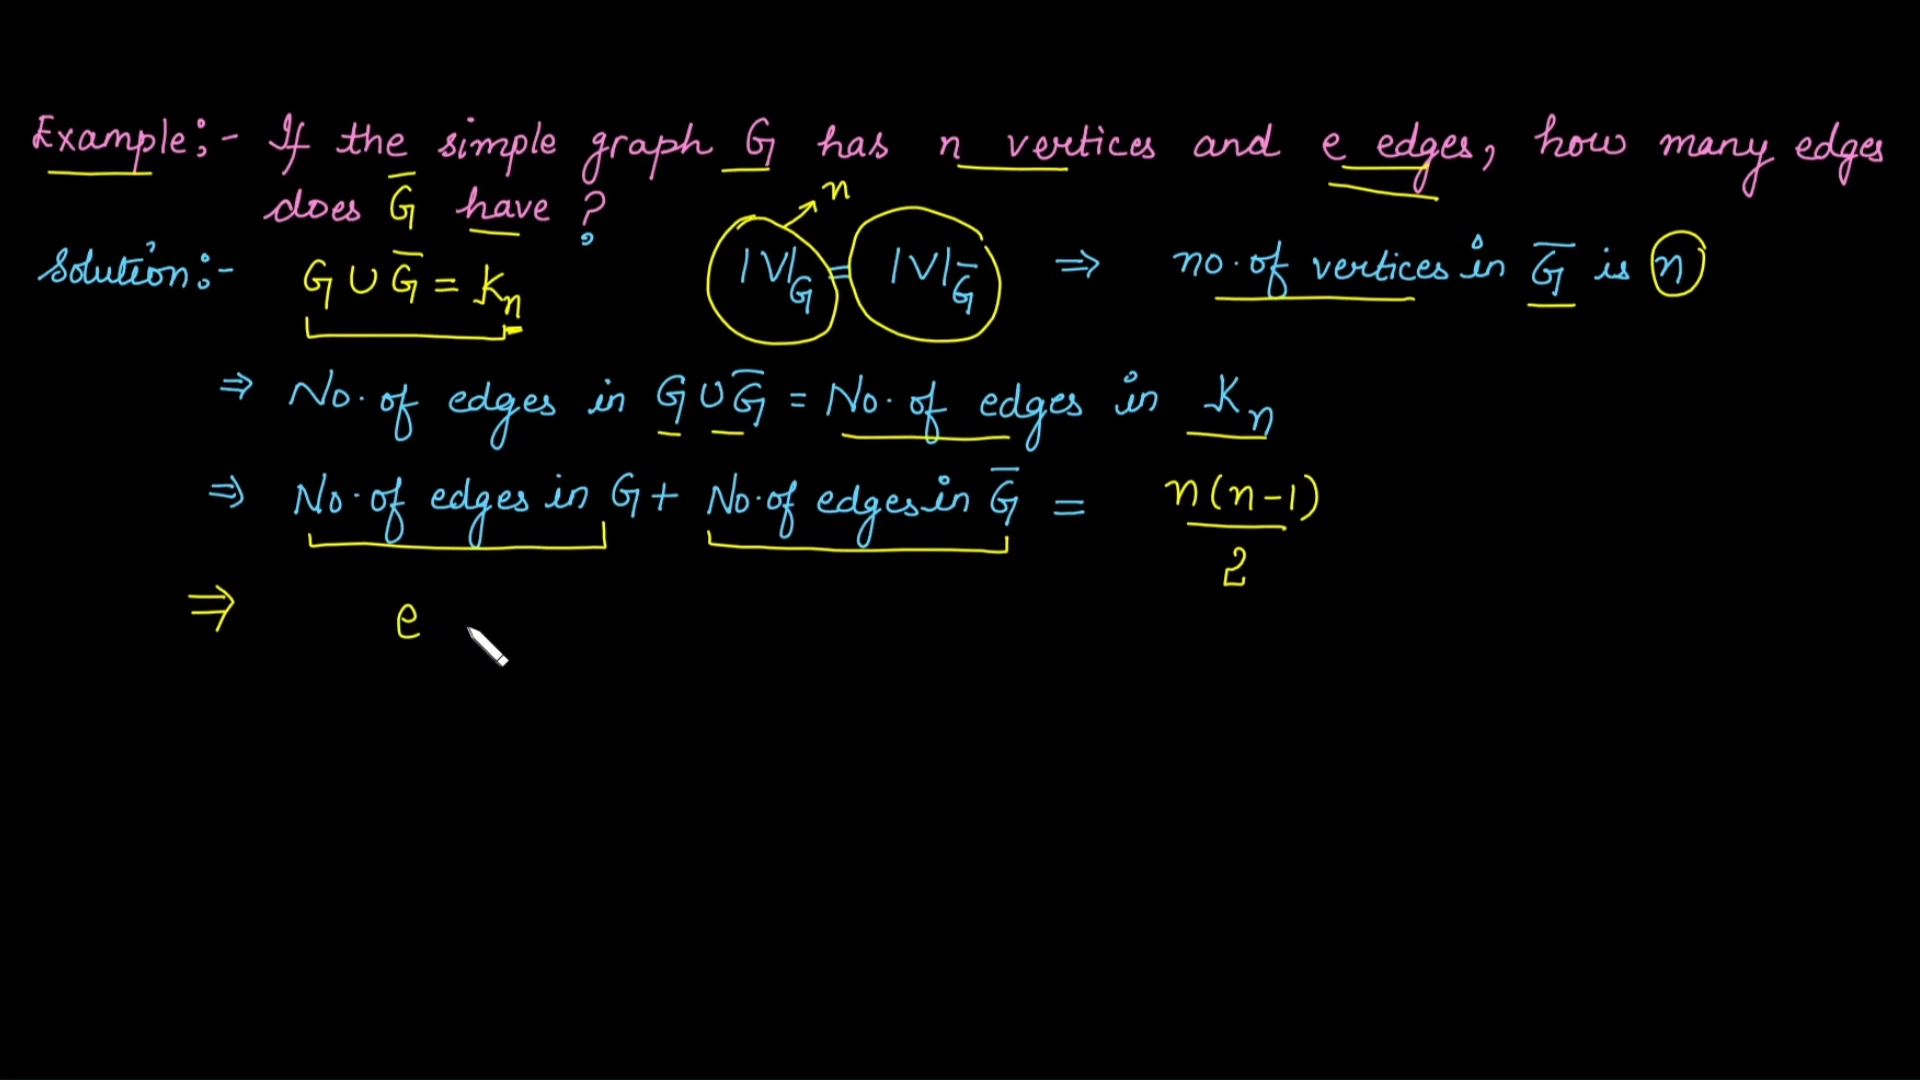 Example:- If the simple graph G has n vertices and e edges, how many edges
does G̅ have ?
Solution:- G ∪ G̅ = Kₙ |V|_G = |V|_G̅ ⇒ no. of vertices in G̅ is n
n
⇒ No. of edges in G ∪ G̅ = No. of edges in Kₙ
⇒ No. of edges in G + No. of edges in G̅ = n(n-1)/2
⇒ e